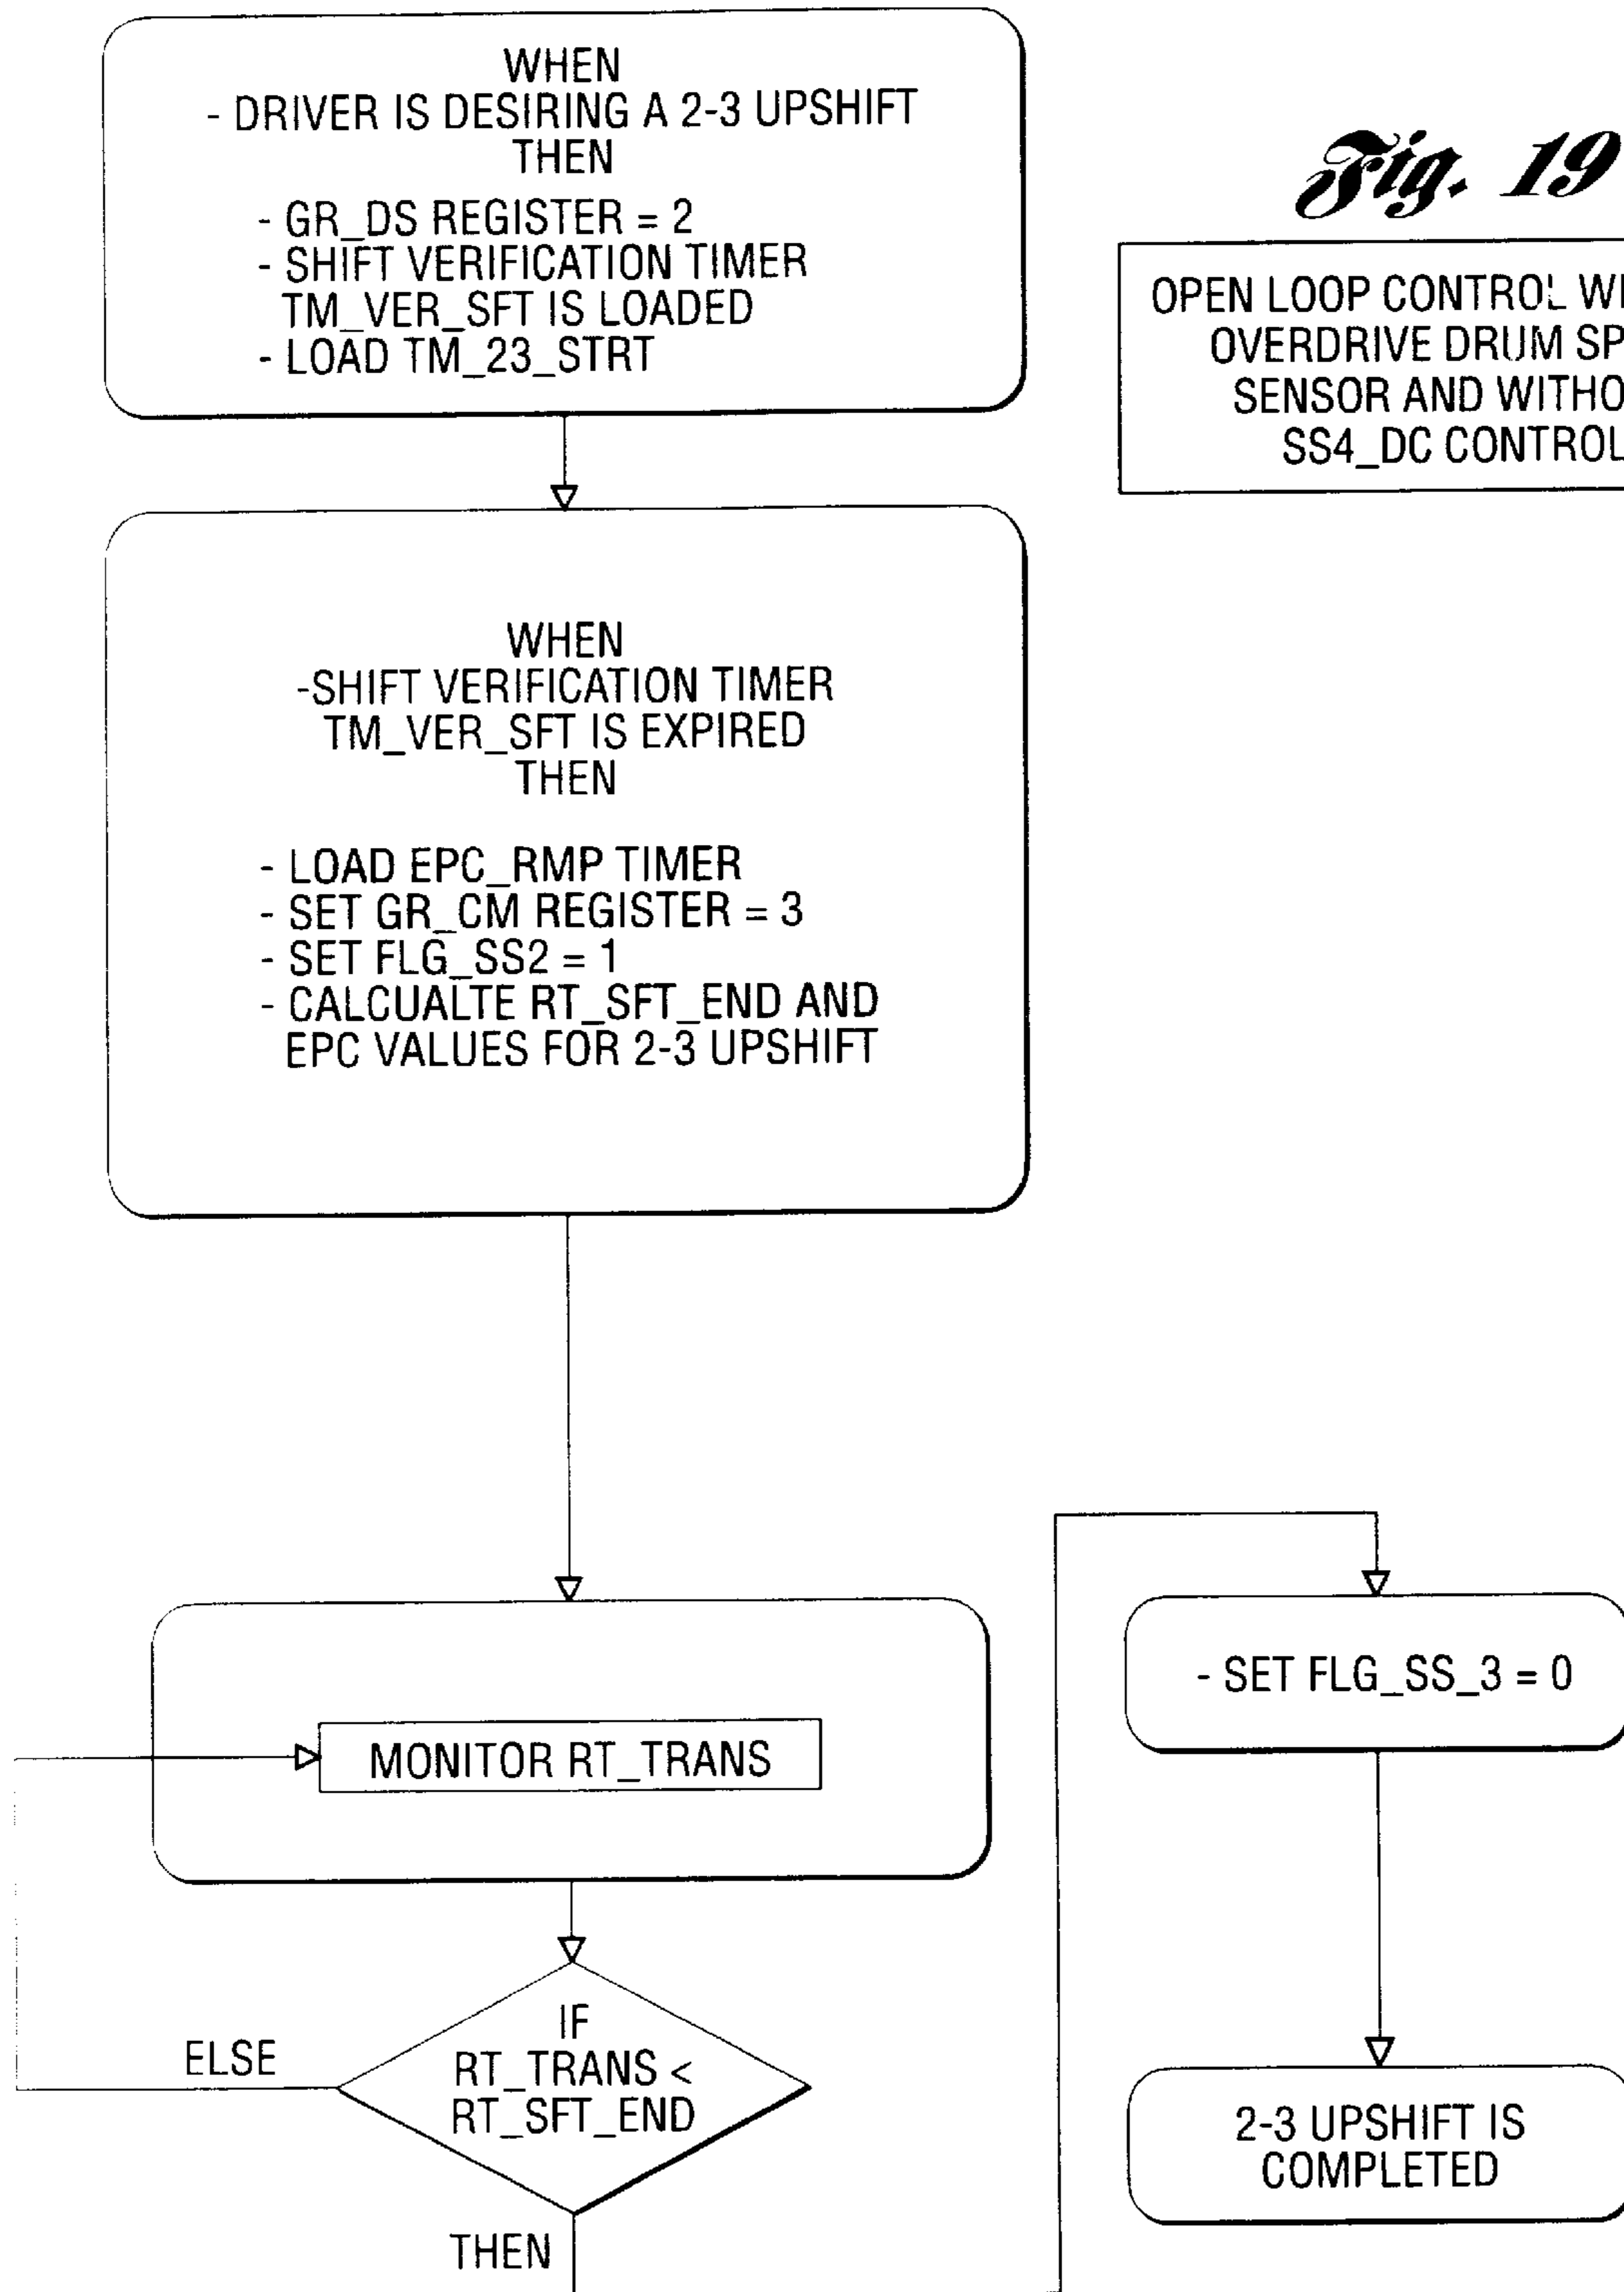 WHEN
- DRIVER IS DESIRING A 2-3 UPSHIFT
THEN
- GR_DS REGISTER = 2
- SHIFT VERIFICATION TIMER
TM_VER_SFT IS LOADED
- LOAD TM_23_STRT
Fig. 19
OPEN LOOP CONTROL
OVERDRIVE DRUM
SENSOR AND
SS4_DC CONTROL
WHEN
-SHIFT VERIFICATION TIMER
TM_VER_SFT IS EXPIRED
THEN
- LOAD EPC_RMP TIMER
- SET GR_CM REGISTER = 3
- SET FLG_SS2 = 1
- CALCUALTE RT_SFT_END AND
EPC VALUES FOR 2-3 UPSHIFT
MONITOR RT_TRANS
IF
RT_TRANS <
RT_SFT_END
ELSE
THEN
- SET FLG_SS_3 = 0
2-3 UPSHIFT IS
COMPLETED